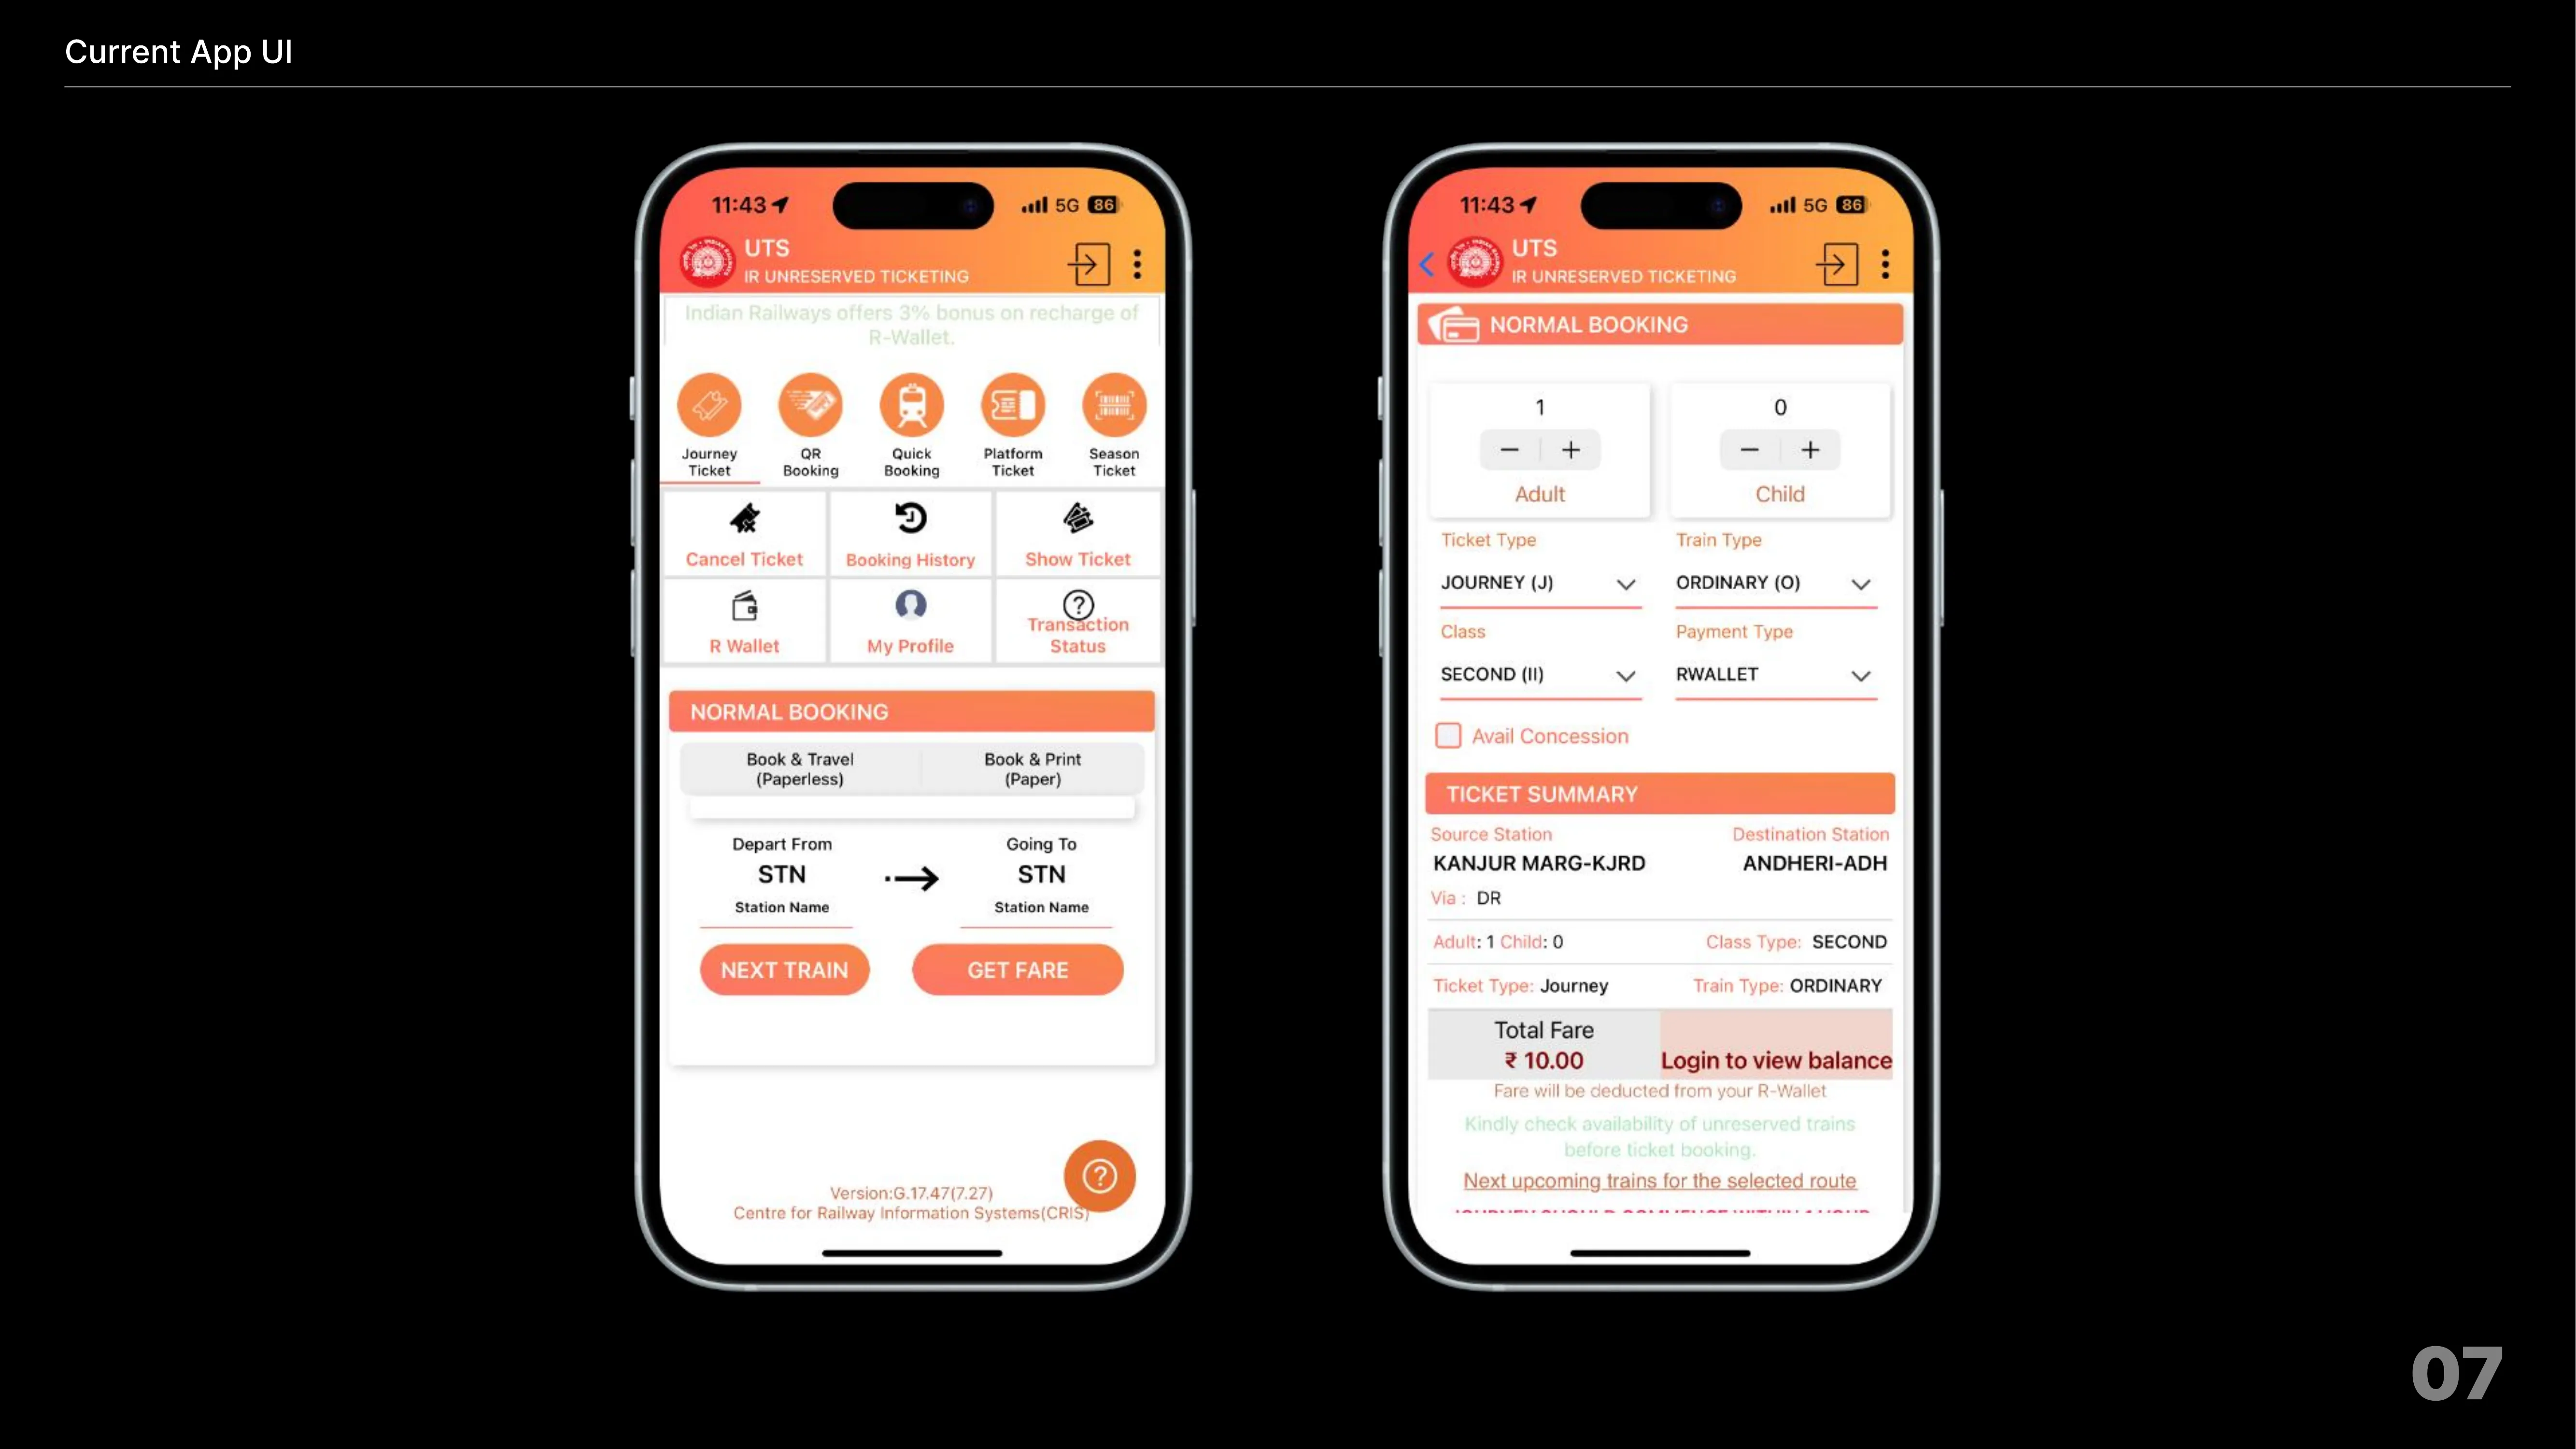 Current App UI
11:43
5G 86
UTS
IR UNRESERVED TICKETING
Indian Railways offers 3% bonus on recharge of
R-Wallet.
Journey
Ticket
QR
Booking
Quick
Booking
Platform
Ticket
Season
Ticket
Cancel Ticket
Booking History
Show Ticket
R Wallet
My Profile
Transaction
Status
NORMAL BOOKING
Book & Travel
(Paperless)
Book & Print
(Paper)
Depart From
STN
Station Name
Going To
STN
Station Name
NEXT TRAIN
GET FARE
Version:G.17.47(7.27)
Centre for Railway Information Systems(CRIS)
11:43
5G 86
UTS
IR UNRESERVED TICKETING
NORMAL BOOKING
1
0
Adult
Child
Ticket Type
Train Type
JOURNEY (J)
ORDINARY (O)
Class
Payment Type
SECOND (II)
RWALLET
Avail Concession
TICKET SUMMARY
Source Station
Destination Station
KANJUR MARG-KJRD
ANDHERI-ADH
Via : DR
Adult: 1 Child: 0
Class Type: SECOND
Ticket Type: Journey
Train Type: ORDINARY
Total Fare
₹ 10.00
Login to view balance
Fare will be deducted from your R-Wallet
Kindly check availability of unreserved trains
before ticket booking.
Next upcoming trains for the selected route
07